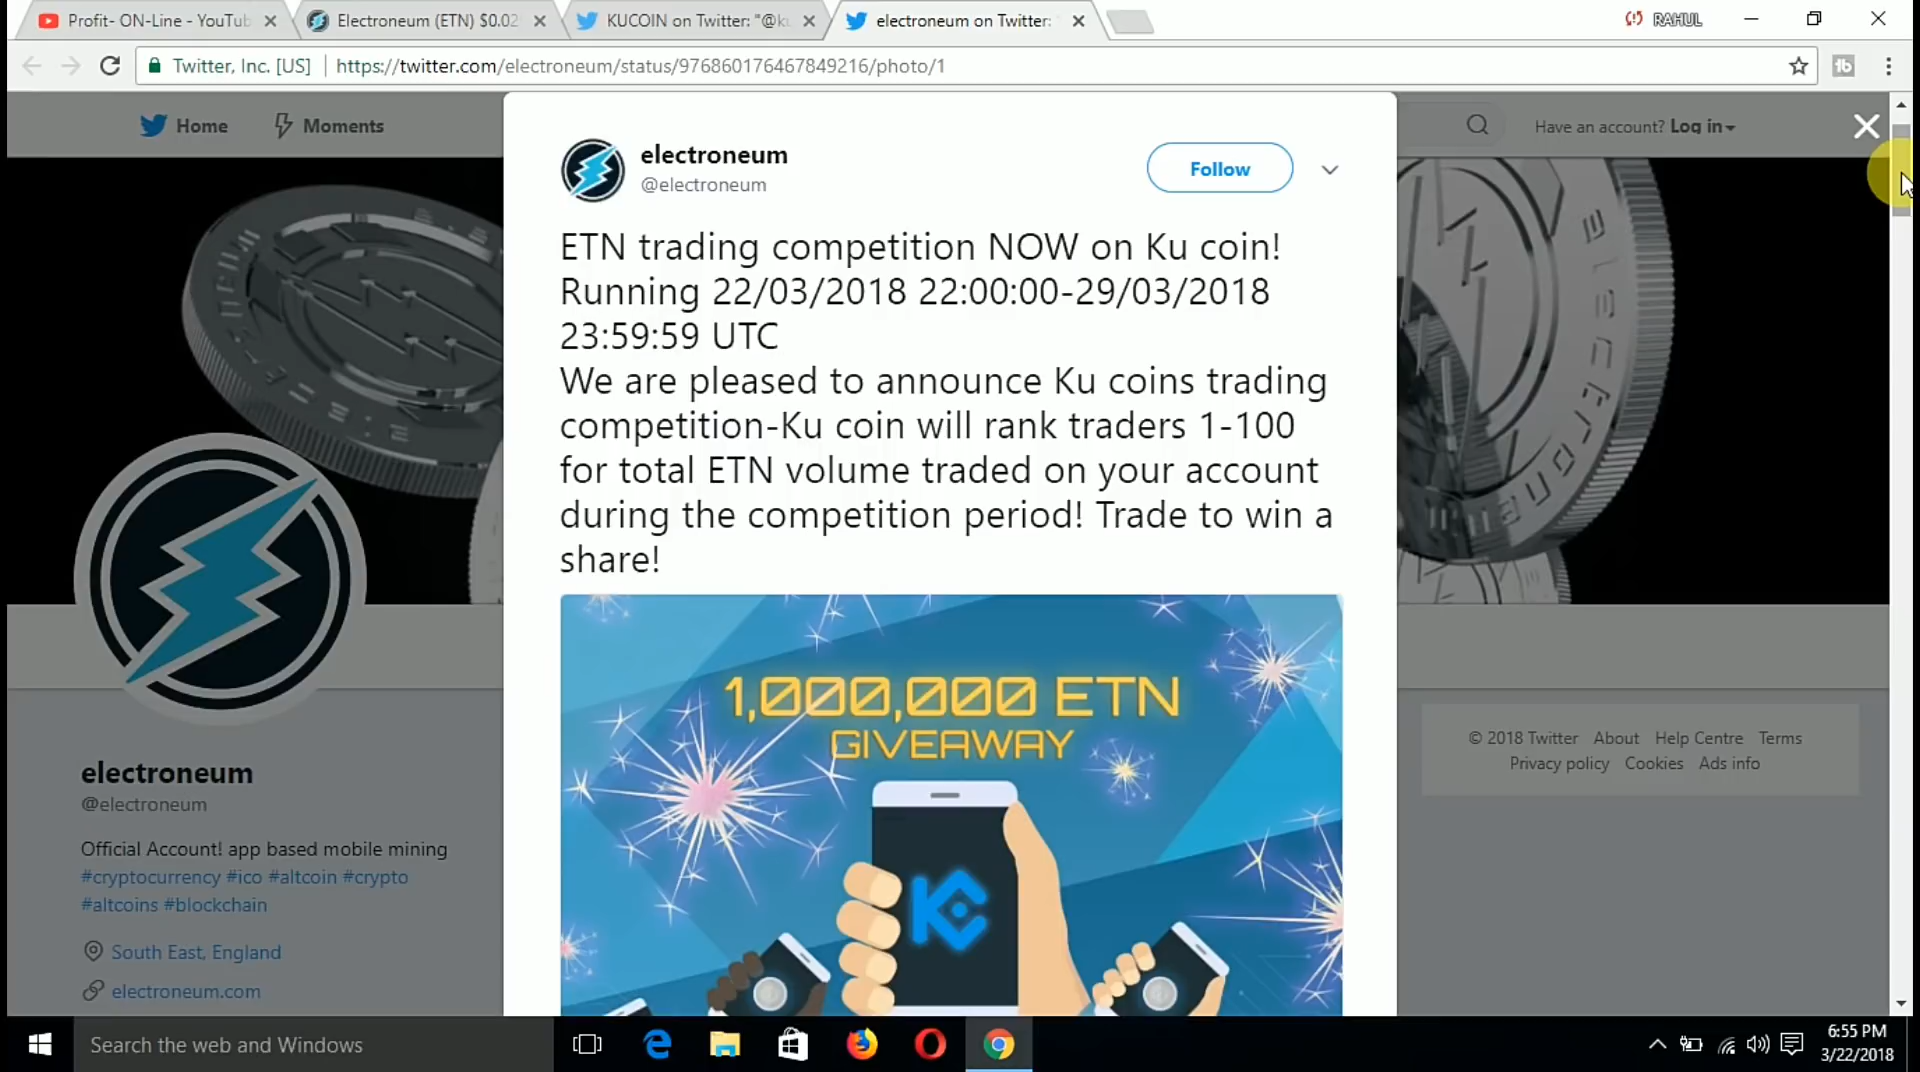 Profit- ON-Line - YouTub
Electroneum (ETN) $0.02
KUCOIN on Twitter: "@ku
electroneum on Twitter:
RAHUL
Twitter, Inc. [US]
https://twitter.com/electroneum/status/976860176467849216/photo/1
Home
Moments
Have an account? Log in
electroneum
@electroneum
Follow
ETN trading competition NOW on Ku coin!
Running 22/03/2018 22:00:00-29/03/2018
23:59:59 UTC
We are pleased to announce Ku coins trading
competition-Ku coin will rank traders 1-100
for total ETN volume traded on your account
during the competition period! Trade to win a
share!
1,000,000 ETN
GIVEAWAY
electroneum
@electroneum
Official Account! app based mobile mining
#cryptocurrency #ico #altcoin #crypto
#altcoins #blockchain
South East, England
electroneum.com
© 2018 Twitter About Help Centre Terms
Privacy policy Cookies Ads info
Search the web and Windows
6:55 PM
3/22/2018